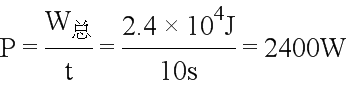 P = W总/t = 2.4 × 10⁴J/10s = 2400W